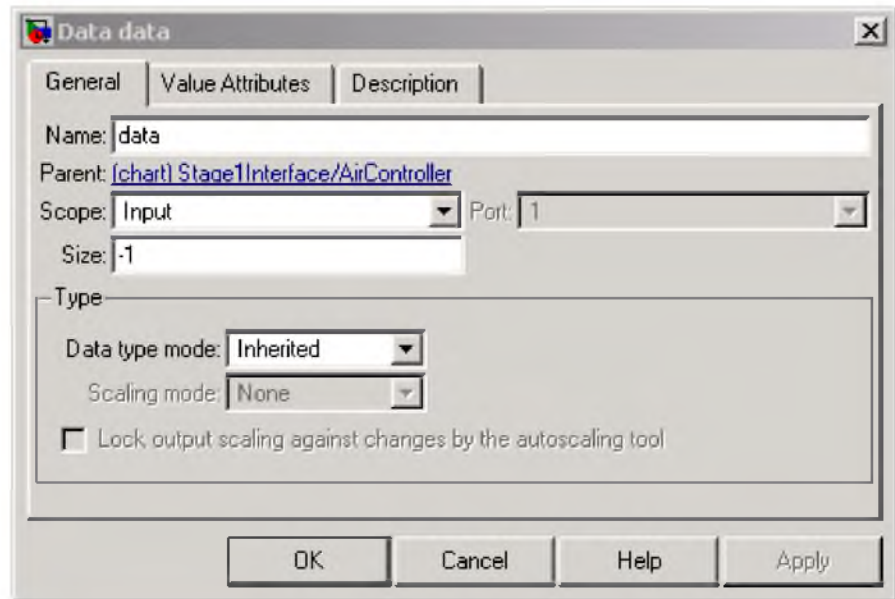 Data data
General Value Attributes Description
Name: data
Parent: (chart) Stage1Interface/AirController
Scope: Input Port: 1
Size: -1
Type
Data type mode: Inherited
Scaling mode: None
Lock output scaling against changes by the autoscaling tool
OK Cancel Help Apply